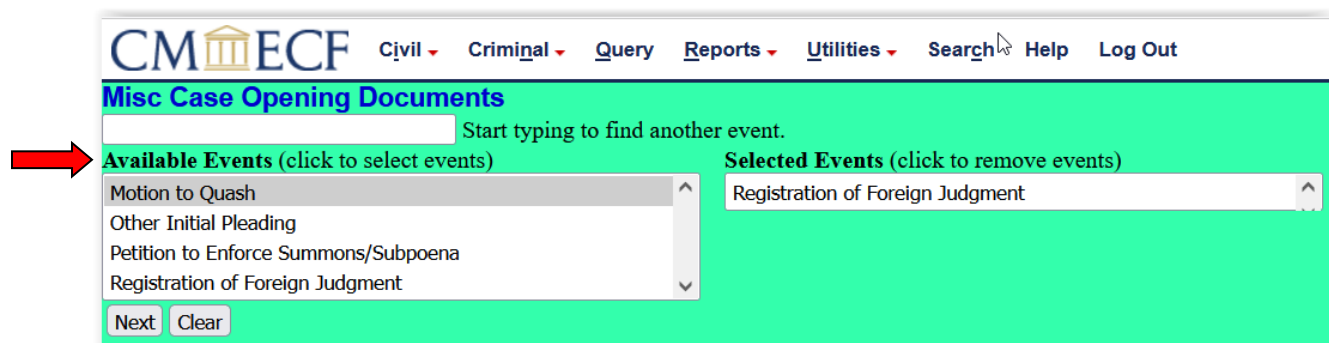 CM ECF Civil Criminal Query Reports Utilities Search Help Log Out
Misc Case Opening Documents
Start typing to find another event.
Available Events (click to select events) Selected Events (click to remove events)
Motion to Quash Registration of Foreign Judgment
Other Initial Pleading
Petition to Enforce Summons/Subpoena
Registration of Foreign Judgment
Next Clear